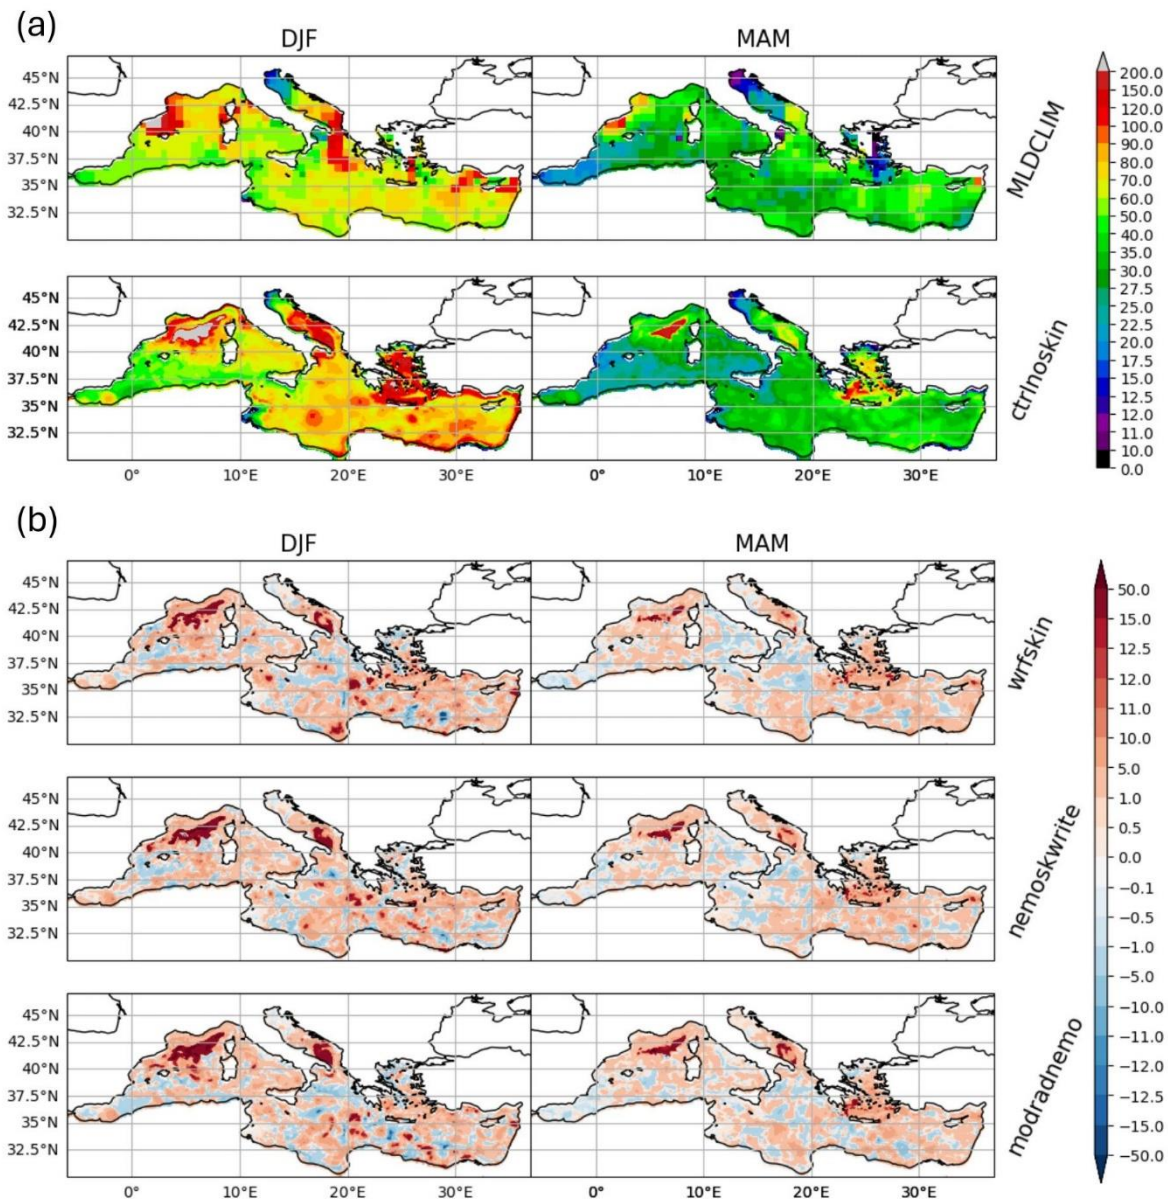 (a)
DJF MAM
45°N
42.5°N
40°N
37.5°N
35°N
32.5°N
MLDCLIM
45°N
42.5°N
40°N
37.5°N
35°N
32.5°N
ctrlnoskin
0° 10°E 20°E 30°E 0° 10°E 20°E 30°E
200.0
150.0
100.0
90.0
80.0
70.0
60.0
50.0
40.0
35.0
30.0
27.5
25.0
22.5
20.0
17.5
15.0
12.5
12.0
11.0
10.0
0.0
(b)
DJF MAM
45°N
42.5°N
40°N
37.5°N
35°N
32.5°N
wrfskin
45°N
42.5°N
40°N
37.5°N
35°N
32.5°N
nemoskwrite
45°N
42.5°N
40°N
37.5°N
35°N
32.5°N
modradnemo
0° 10°E 20°E 30°E 0° 10°E 20°E 30°E
50.0
15.0
12.5
12.0
11.0
10.0
5.0
1.0
0.5
0.0
−0.1
−0.5
−1.0
−5.0
−10.0
−11.0
−12.0
−12.5
−15.0
−50.0